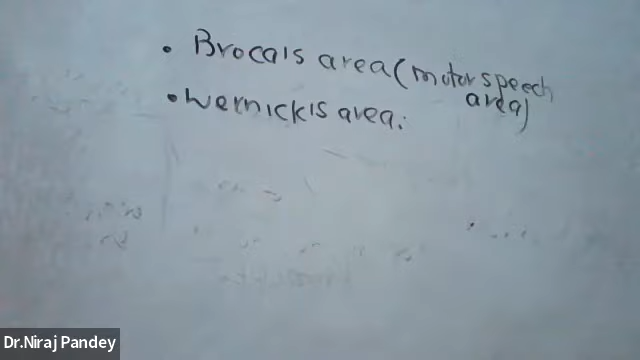 • Broca's area (motor speech
area)
• Wernick's area:
Dr.Niraj Pandey